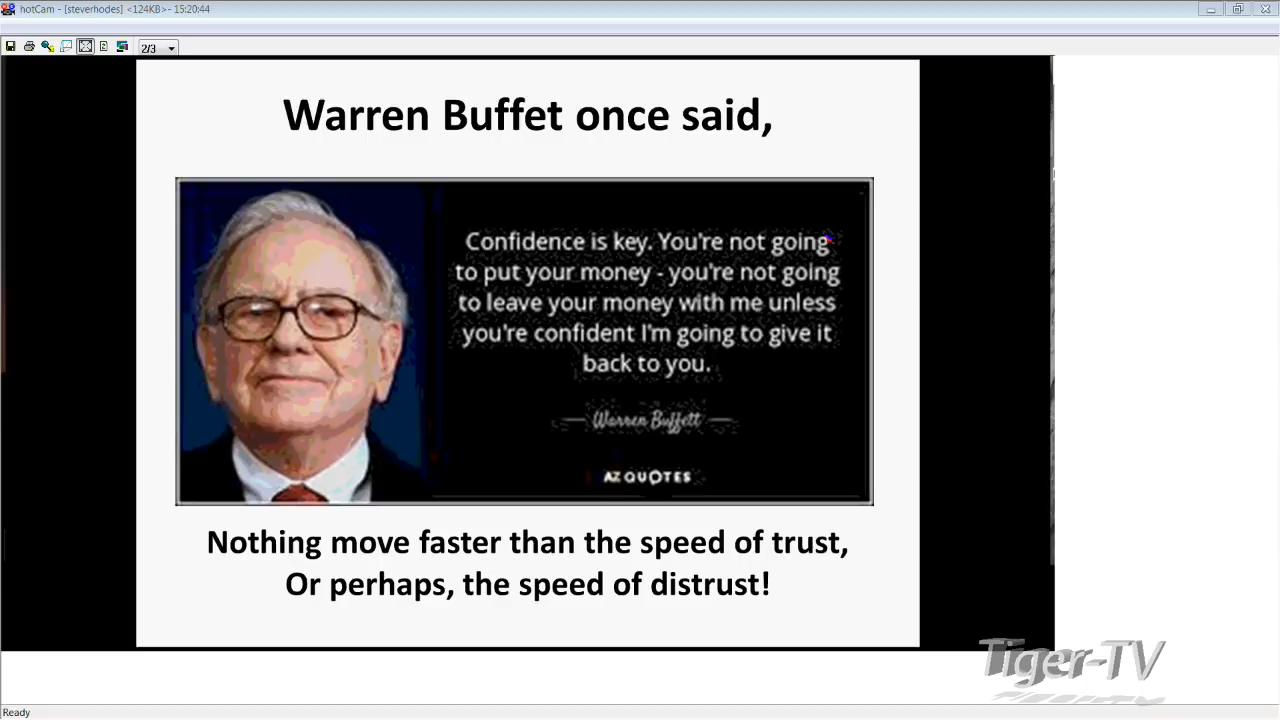 hotCam - [steverhodes] <124KB>- 15:20:44
2/3
Warren Buffet once said,
Confidence is key. You're not going
to put your money - you're not going
to leave your money with me unless
you're confident I'm going to give it
back to you.
— Warren Buffett —
AZ QUOTES
Nothing move faster than the speed of trust,
Or perhaps, the speed of distrust!
Tiger-TV
Ready